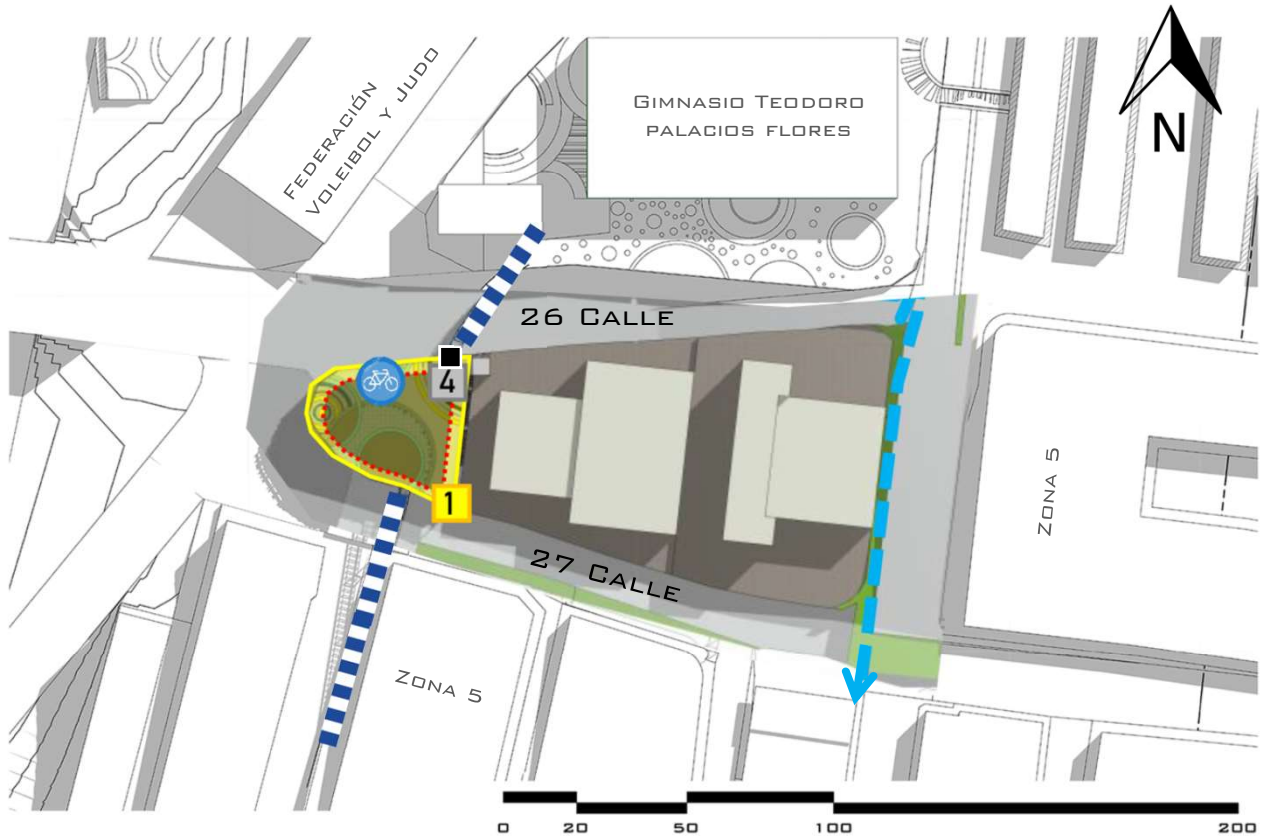 N
GIMNASIO TEODORO
PALACIOS FLORES
FEDERACIÓN
VOLEIBOL Y JUDO
26 CALLE
4
1
27 CALLE
ZONA 5
ZONA 5
0 20 50 100 200